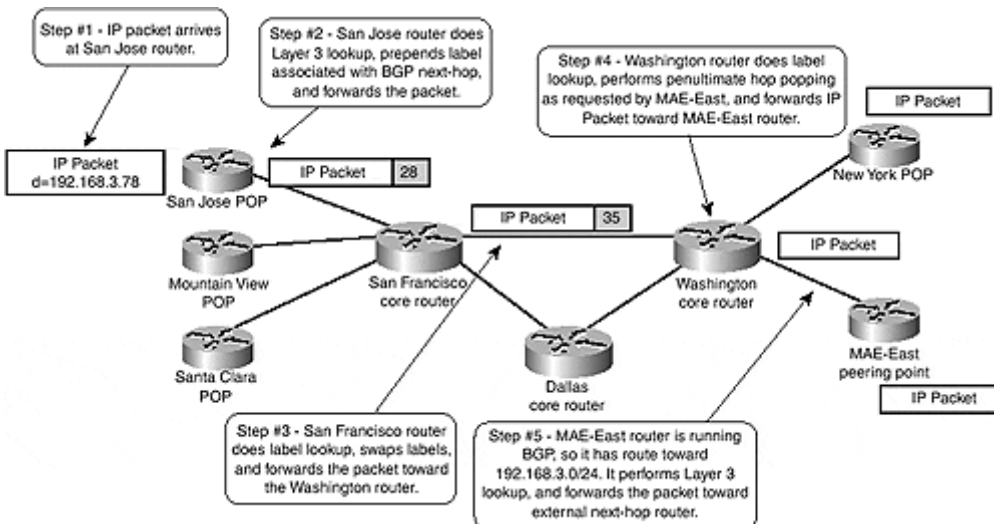 Step #1 - IP packet arrives
at San Jose router.
Step #2 - San Jose router does
Layer 3 lookup, prepends label
associated with BGP next-hop,
and forwards the packet.
Step #4 - Washington router does label
lookup, performs penultimate hop popping
as requested by MAE-East, and forwards IP
Packet toward MAE-East router.
IP Packet
IP Packet
d=192.168.3.78
San Jose POP
IP Packet 28
New York POP
IP Packet 35
IP Packet
Mountain View
POP
San Francisco
core router
Washington
core router
Santa Clara
POP
Dallas
core router
MAE-East
peering point
IP Packet
Step #3 - San Francisco router
does label lookup, swaps labels,
and forwards the packet toward
the Washington router.
Step #5 - MAE-East router is running
BGP, so it has route toward
192.168.3.0/24. It performs Layer 3
lookup, and forwards the packet toward
external next-hop router.